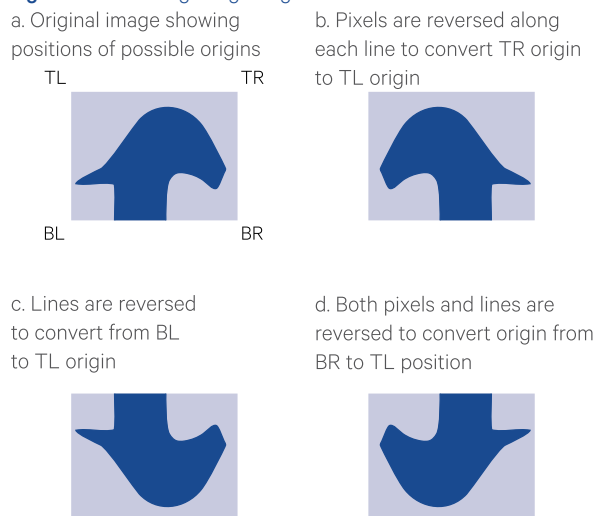 a. Original image showing
positions of possible origins
TL TR
BL BR
b. Pixels are reversed along
each line to convert TR origin
to TL origin
c. Lines are reversed
to convert from BL
to TL origin
d. Both pixels and lines are
reversed to convert origin from
BR to TL position